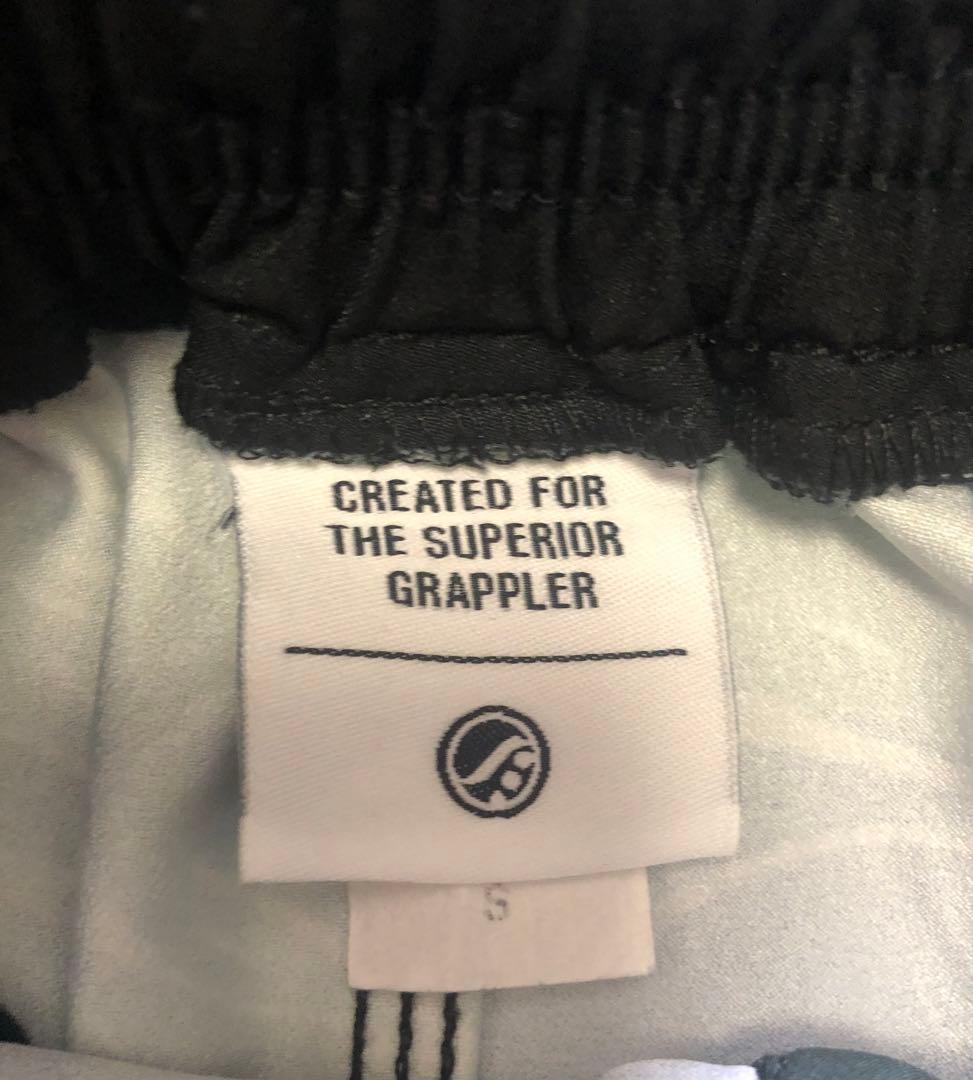 CREATED FOR
THE SUPERIOR
GRAPPLER
S